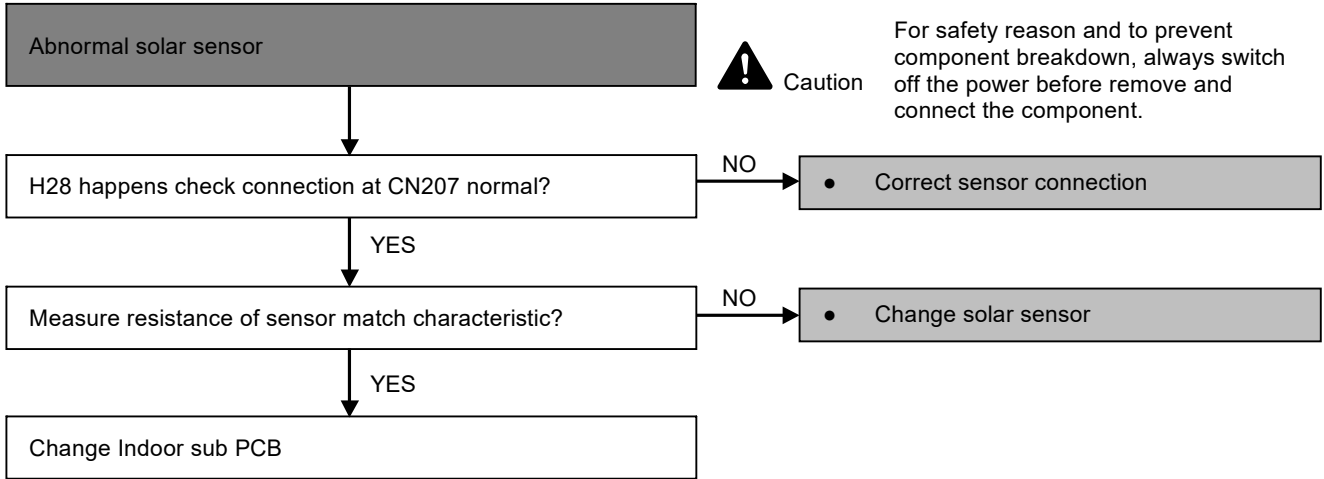 Abnormal solar sensor
Caution
For safety reason and to prevent
component breakdown, always switch
off the power before remove and
connect the component.
H28 happens check connection at CN207 normal?
NO
● Correct sensor connection
YES
Measure resistance of sensor match characteristic?
NO
● Change solar sensor
YES
Change Indoor sub PCB